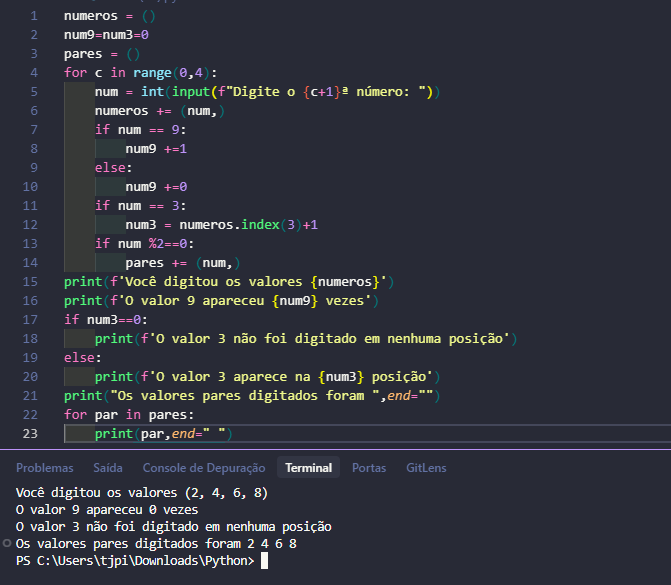 1 numeros = ()
2 num9=num3=0
3 pares = ()
4 for c in range(0,4):
5     num = int(input(f"Digite o {c+1}ª número: "))
6     numeros += (num,)
7     if num == 9:
8         num9 +=1
9     else:
10         num9 +=0
11     if num == 3:
12         num3 = numeros.index(3)+1
13     if num %2==0:
14         pares += (num,)
15 print(f'Você digitou os valores {numeros}')
16 print(f'O valor 9 apareceu {num9} vezes')
17 if num3==0:
18     print(f'O valor 3 não foi digitado em nenhuma posição')
19 else:
20     print(f'O valor 3 aparece na {num3} posição')
21 print("Os valores pares digitados foram ",end="")
22 for par in pares:
23     print(par,end=" ")
Problemas Saída Console de Depuração Terminal Portas GitLens
Você digitou os valores (2, 4, 6, 8)
O valor 9 apareceu 0 vezes
O valor 3 não foi digitado em nenhuma posição
Os valores pares digitados foram 2 4 6 8
PS C:\Users\tjpi\Downloads\Python>